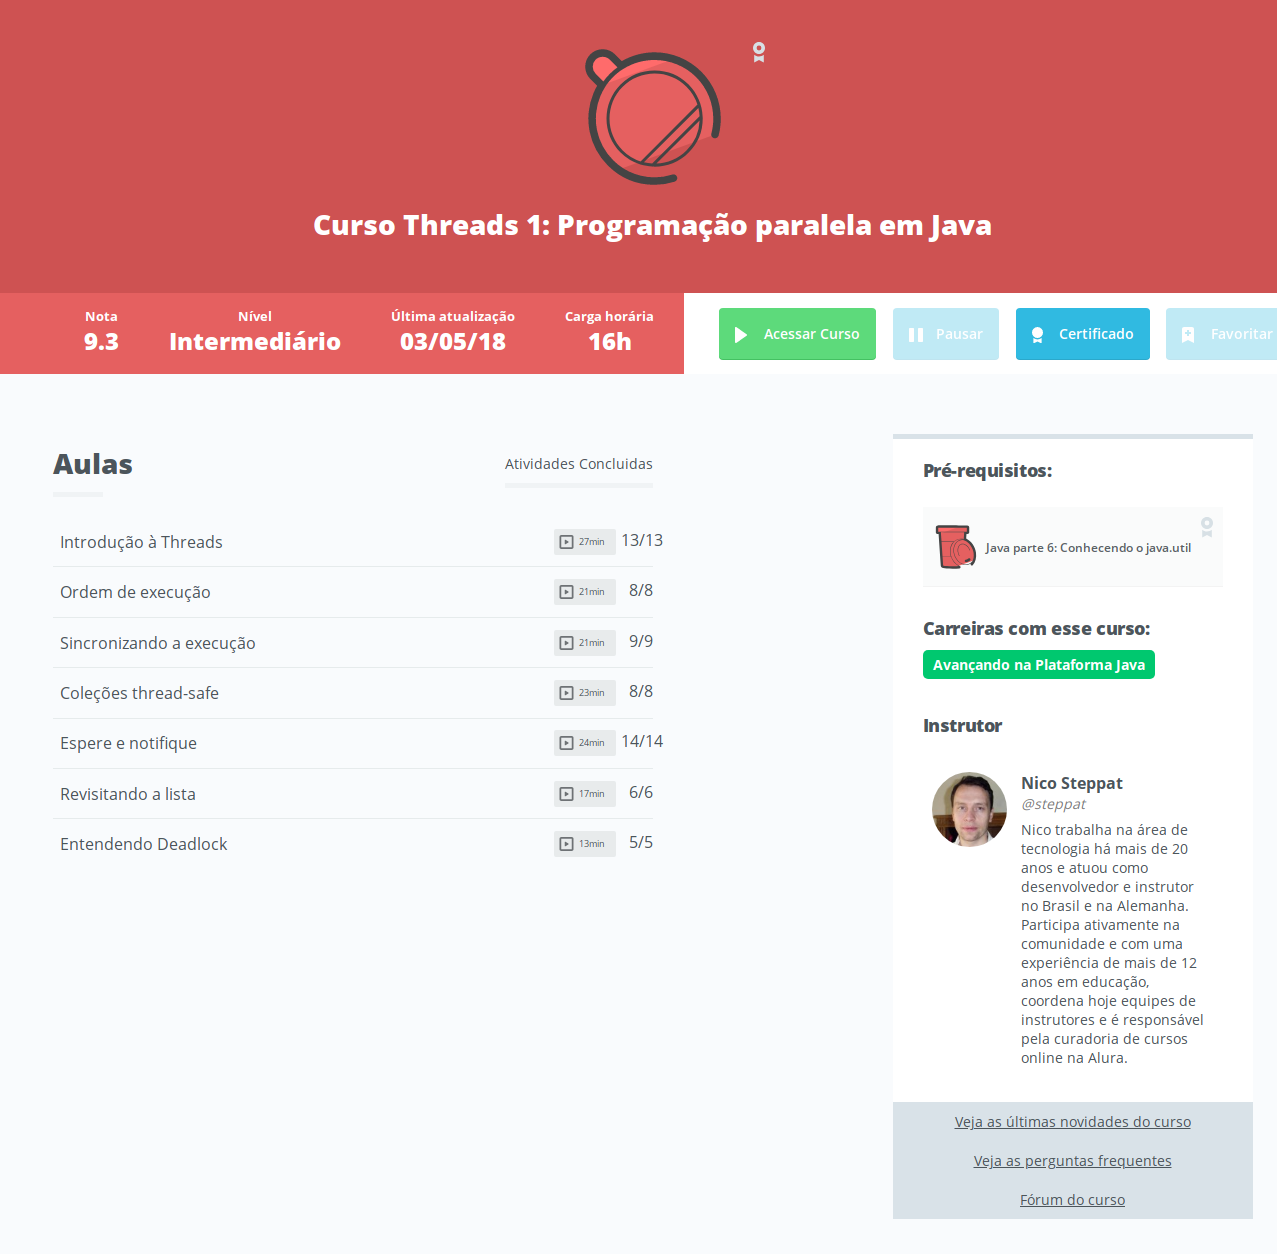 Curso Threads 1: Programação paralela em Java
Nota
9.3
Nível
Intermediário
Última atualização
03/05/18
Carga horária
16h
Acessar Curso
Pausar
Certificado
Favoritar
Aulas
Atividades Concluidas
Introdução à Threads 27min 13/13
Ordem de execução 21min 8/8
Sincronizando a execução 21min 9/9
Coleções thread-safe 23min 8/8
Espere e notifique 24min 14/14
Revisitando a lista 17min 6/6
Entendendo Deadlock 13min 5/5
Pré-requisitos:
Java parte 6: Conhecendo o java.util
Carreiras com esse curso:
Avançando na Plataforma Java
Instrutor
Nico Steppat
@steppat
Nico trabalha na área de
tecnologia há mais de 20
anos e atuou como
desenvolvedor e instrutor
no Brasil e na Alemanha.
Participa ativamente na
comunidade e com uma
experiência de mais de 12
anos em educação,
coordena hoje equipes de
instrutores e é responsável
pela curadoria de cursos
online na Alura.
Veja as últimas novidades do curso
Veja as perguntas frequentes
Fórum do curso